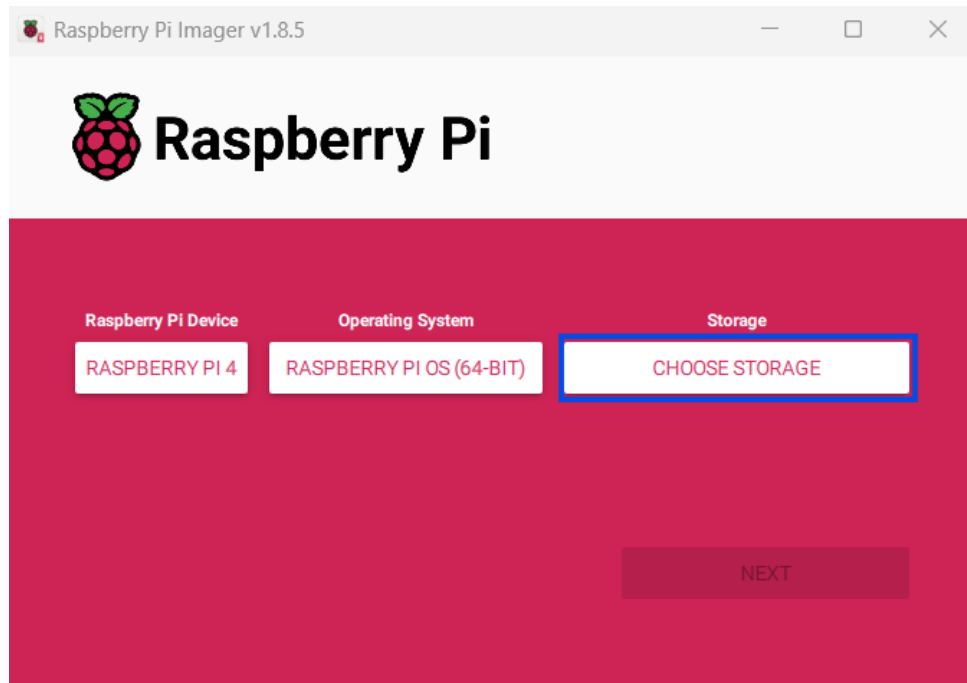 Raspberry Pi Imager v1.8.5
Raspberry Pi
Raspberry Pi Device Operating System Storage
RASPBERRY PI 4 RASPBERRY PI OS (64-BIT) CHOOSE STORAGE
NEXT